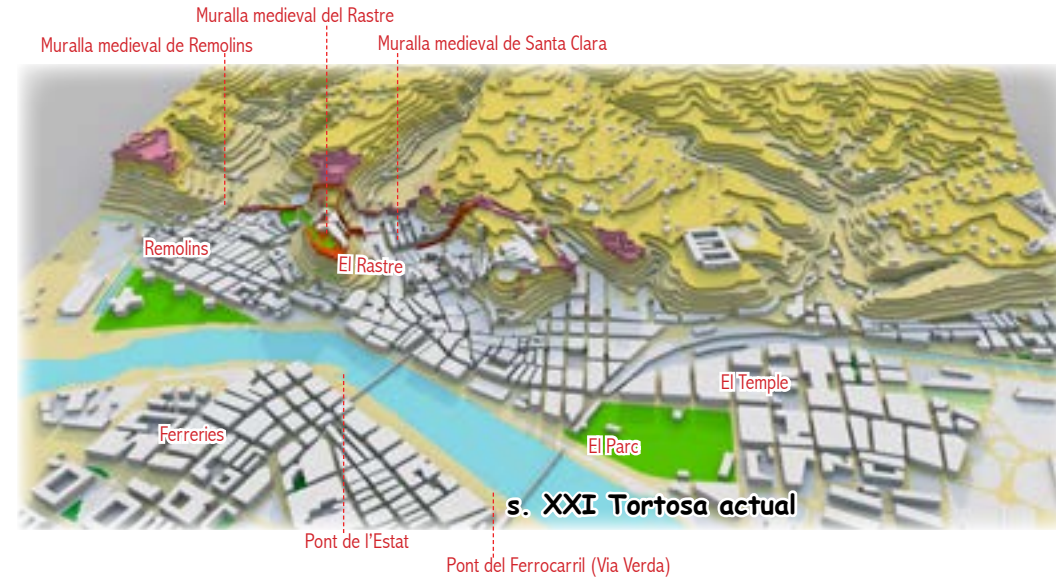 Muralla medieval del Rastre
Muralla medieval de Remolins
Muralla medieval de Santa Clara
Remolins
El Rastre
El Temple
Ferreries
El Parc
s. XXI Tortosa actual
Pont de l'Estat
Pont del Ferrocarril (Via Verda)